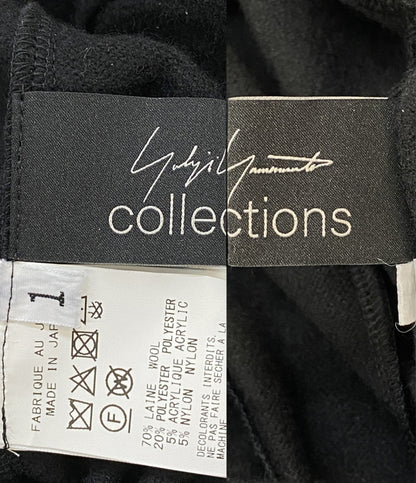 Yohji Yamamoto
collections
1
FABRIQUE AU J
MADE IN JAP
70% LAINE WOOL
20% POLYESTER POLYESTER
5% ACRYLIQUE ACRYLIC
5% NYLON NYLON
DECOLORANTS INTERDITS.
NE PAS FAIRE SECHER A LA
MACHINE